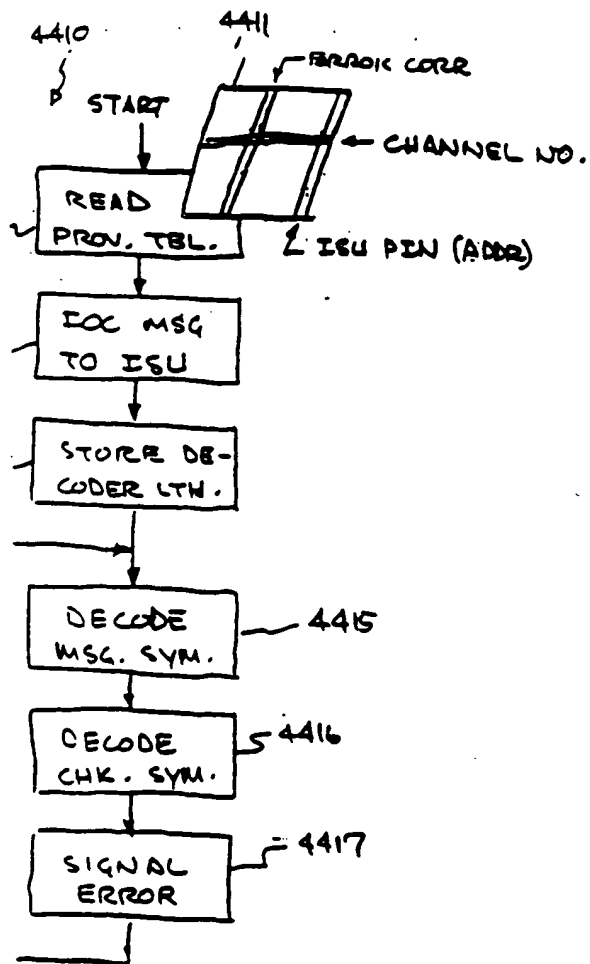 4410
4411
ERROR CORR
START
CHANNEL NO.
READ
PROV. TBL.
ISU PIN (ADDR)
IOC MSG
TO ISU
STORE DE-
CODER LTH.
DECODE
MSG. SYM.
4415
DECODE
CHK. SYM.
4416
SIGNAL
ERROR
4417